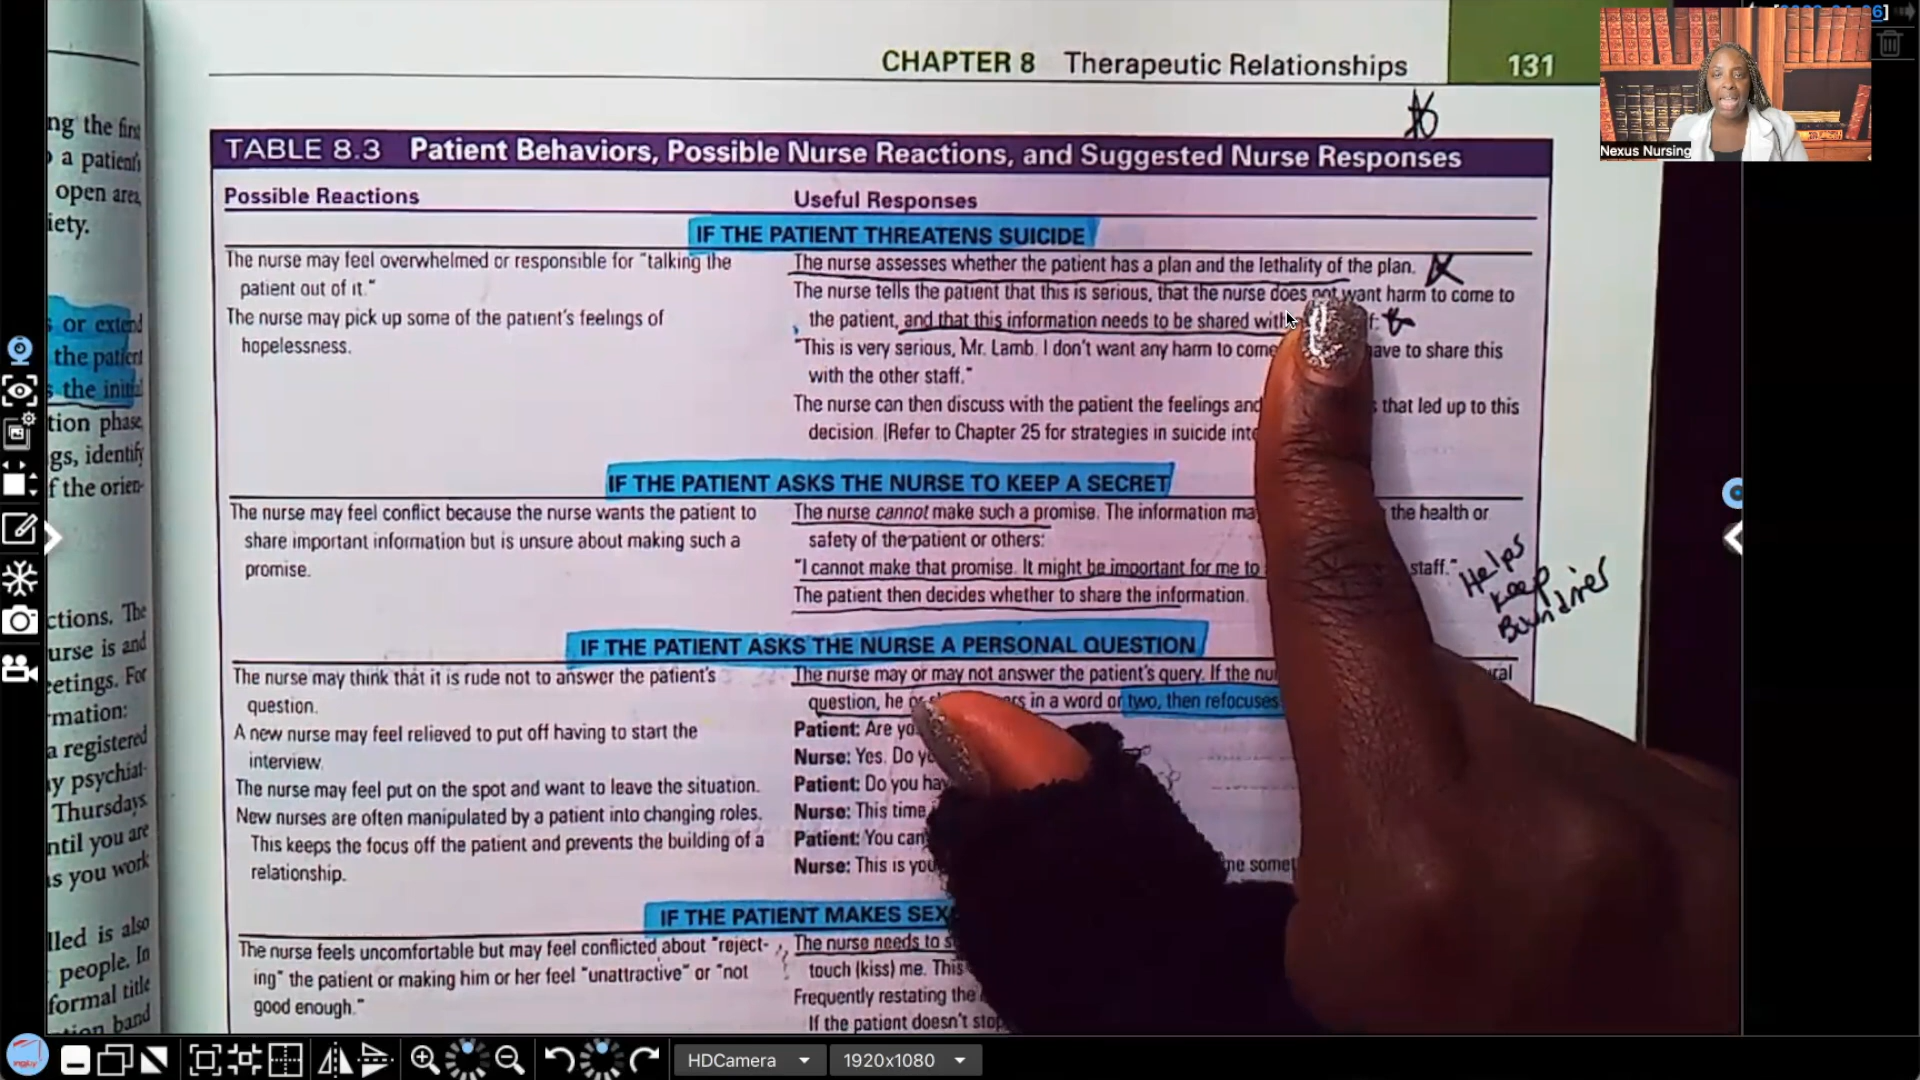 CHAPTER 8 Therapeutic Relationships 131
Nexus Nursing
TABLE 8.3 Patient Behaviors, Possible Nurse Reactions, and Suggested Nurse Responses
Possible Reactions
Useful Responses
IF THE PATIENT THREATENS SUICIDE
The nurse may feel overwhelmed or responsible for "talking the
patient out of it."
The nurse may pick up some of the patient's feelings of
hopelessness.
The nurse assesses whether the patient has a plan and the lethality of the plan.
The nurse tells the patient that this is serious, that the nurse does not want harm to come to
the patient, and that this information needs to be shared with
"This is very serious, Mr. Lamb. I don't want any harm to come have to share this
with the other staff."
The nurse can then discuss with the patient the feelings and that led up to this
decision. (Refer to Chapter 25 for strategies in suicide
IF THE PATIENT ASKS THE NURSE TO KEEP A SECRET
The nurse may feel conflict because the nurse wants the patient to
share important information but is unsure about making such a
promise.
The nurse cannot make such a promise. The information the health or
safety of the patient or others:
"I cannot make that promise. It might be important for me to staff."
The patient then decides whether to share the information.
Helps
keep
Boundries
IF THE PATIENT ASKS THE NURSE A PERSONAL QUESTION
The nurse may think that it is rude not to answer the patient's
question.
A new nurse may feel relieved to put off having to start the
interview.
The nurse may feel put on the spot and want to leave the situation.
New nurses are often manipulated by a patient into changing roles.
This keeps the focus off the patient and prevents the building of a
relationship.
The nurse may or may not answer the patient's query. If the
question, he in a word or two, then refocuses
Patient: Are
Nurse: Yes. Do
Patient: Do you
Nurse: This time
Patient: You
Nurse: This is me
IF THE PATIENT MAKES
The nurse feels uncomfortable but may feel conflicted about "reject-
ing" the patient or making him or her feel "unattractive" or "not
good enough."
The nurse needs to
touch (kiss) me. This
Frequently restating the
If the patient doesn't
ng the first
a patient's
open area,
iety.
or extend
the patient
the initial
tion phase,
gs, identify
f the orien-
ctions. The
urse is and
eetings. For
rmation:
a registered
y psychiat-
Thursdays
ntil you are
as you work
lled is also
people. In
formal title
band
HDCamera 1920x1080